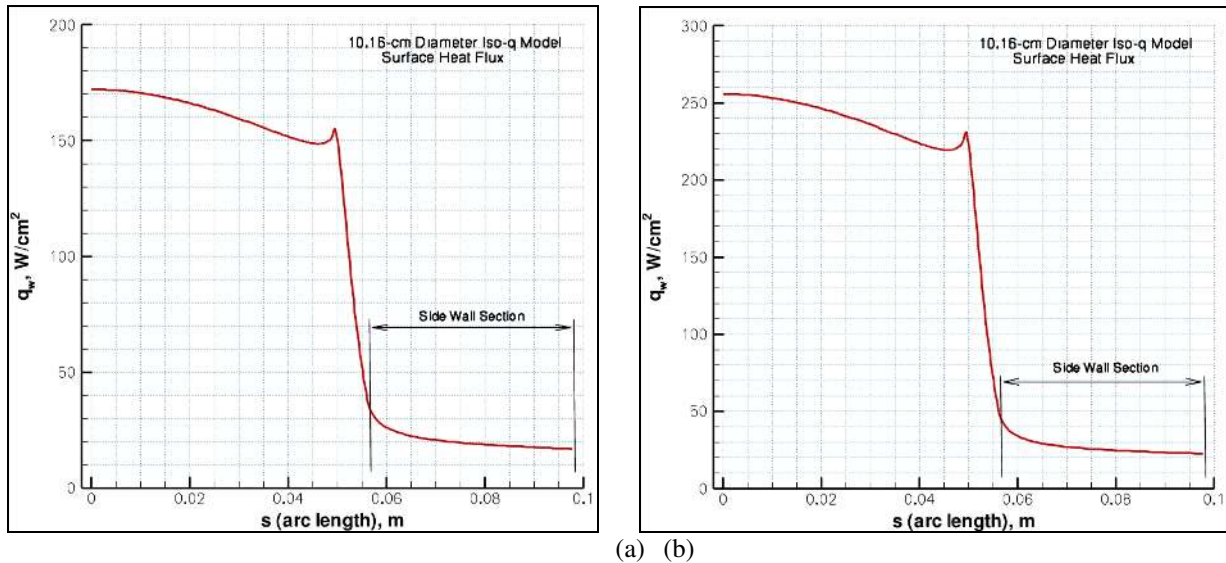 200
150
100
50
0
q_w, W/cm²
10.16-cm Diameter Iso-q Model
Surface Heat Flux
Side Wall Section
0 0.02 0.04 0.06 0.08 0.1
s (arc length), m
300
250
200
150
100
50
0
q_w, W/cm²
10.16-cm Diameter Iso-q Model
Surface Heat Flux
Side Wall Section
0 0.02 0.04 0.06 0.08 0.1
s (arc length), m
(a) (b)